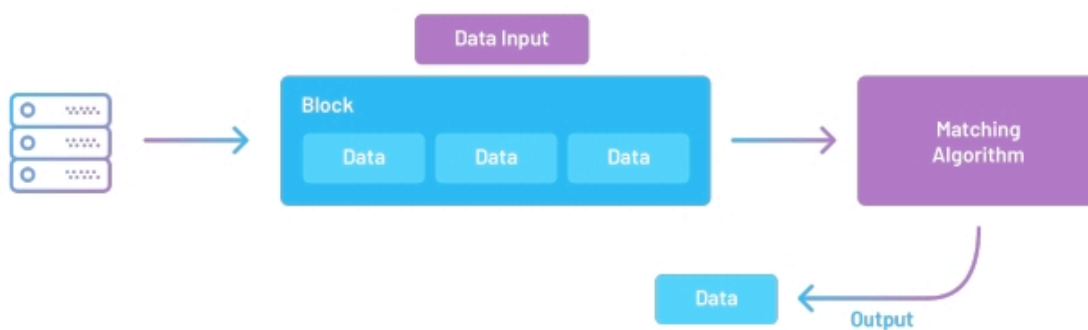 Data Input
Block
Data
Data
Data
Matching
Algorithm
Data
Output